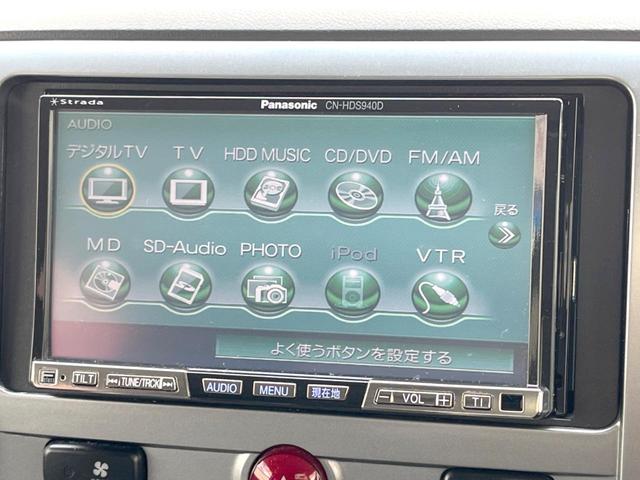 Strada Panasonic CN-HDS940D
AUDIO
デジタルTV TV HDD MUSIC CD/DVD FM/AM
戻る
MD SD-Audio PHOTO iPod VTR
よく使うボタンを設定する
TILT TUNE/TRCK AUDIO MENU 現在地 VOL T1